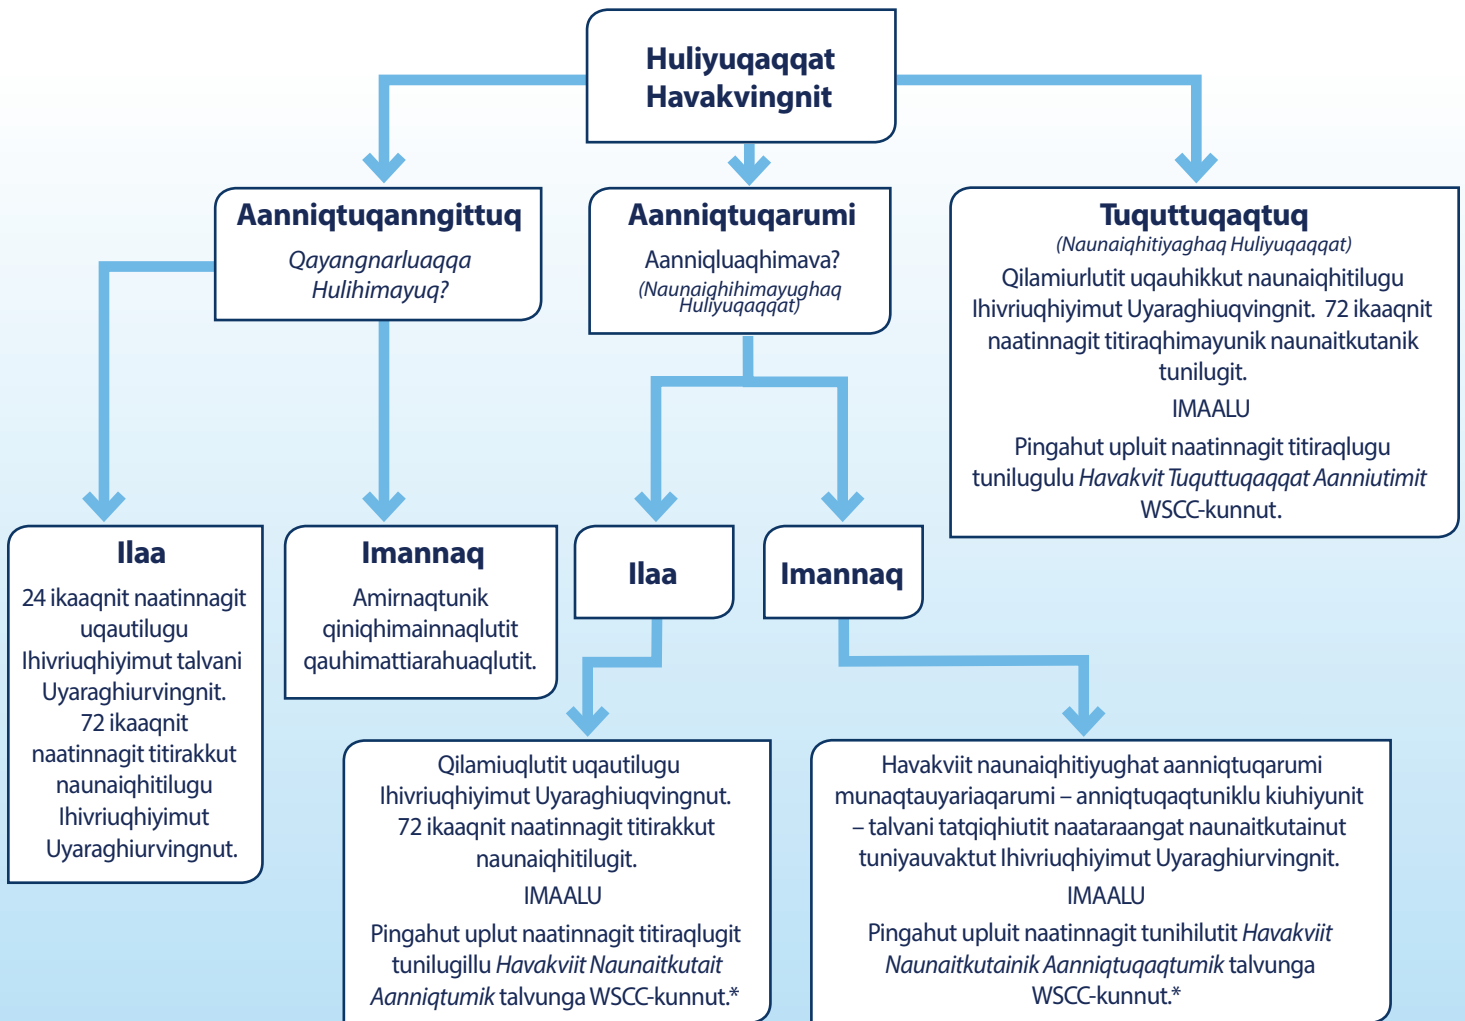 Huliyuqaqqat
Havakvingnit
Aanniqtuqanngittuq
Qayangnarluaqqa
Hulihimayuq?
Aanniqtuqarumi
Aanniqluaqhimava?
(Naunaighihimayughaq
Huliyuqaqqat)
Tuquttuqaqtuq
(Naunaiqhitiyaghaq Huliyuqaqqat)
Qilamiurlutit uqauhikkut naunaiqhitilugu
Ihivriuqhiyimut Uyaraghiuqvingnit. 72 ikaaqnit
naatinnagit titiraqhimayunik naunaitkutanik
tunilugit.
IMAALU
Pingahut upluit naatinnagit titiraqlugu
tunilugulu Havakvit Tuquttuqaqqat Aanniutimit
WSCC-kunnut.
Ilaa
24 ikaaqnit naatinnagit
uqautilugu
Ihivriuqhiyimut talvani
Uyaraghiurvingnit.
72 ikaaqnit
naatinnagit titirakkut
naunaiqhitilugu
Ihivriuqhiyimut
Uyaraghiurvingnut.
Imannaq
Amirnaqtunik
qiniqhimainnaqlutit
qauhimattiarahuaqlutit.
Ilaa
Imannaq
Qilamiuqlutit uqautilugu
Ihivriuqhiyimut Uyaraghiuqvingnut.
72 ikaaqnit naatinnagit titirakkut
naunaiqhitilugit.
IMAALU
Pingahut uplut naatinnagit titiraqlugit
tunilugillu Havakviit Naunaitkutait
Aanniqtumik talvunga WSCC-kunnut.*
Havakviit naunaiqhitiyughat aanniqtuqarumi
munaqtauyariaqarumi – anniqtuqaqtuniklu kiuhiyunit
– talvani tatqiqhiutit naataraangat naunaitkutainut
tuniyauvaktut Ihivriuqhiyimut Uyaraghiurvingnit.
IMAALU
Pingahut upluit naatinnagit tunihilutit Havakviit
Naunaitkutainik Aanniqtuqaqtumik talvunga
WSCC-kunnut.*